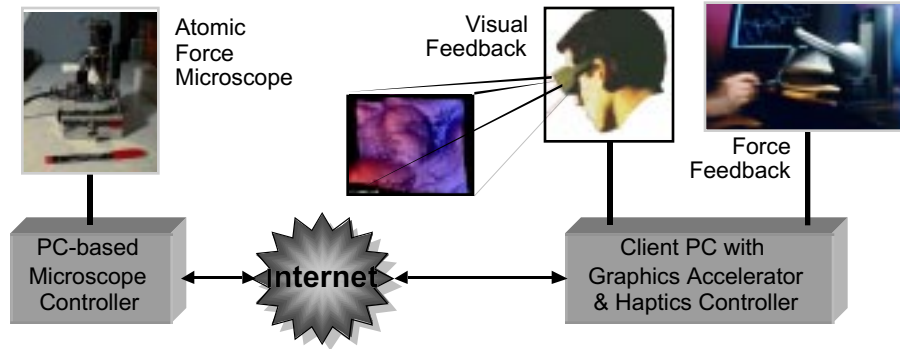 Atomic
Force
Microscope
Visual
Feedback
Force
Feedback
PC-based
Microscope
Controller
Internet
Client PC with
Graphics Accelerator
& Haptics Controller